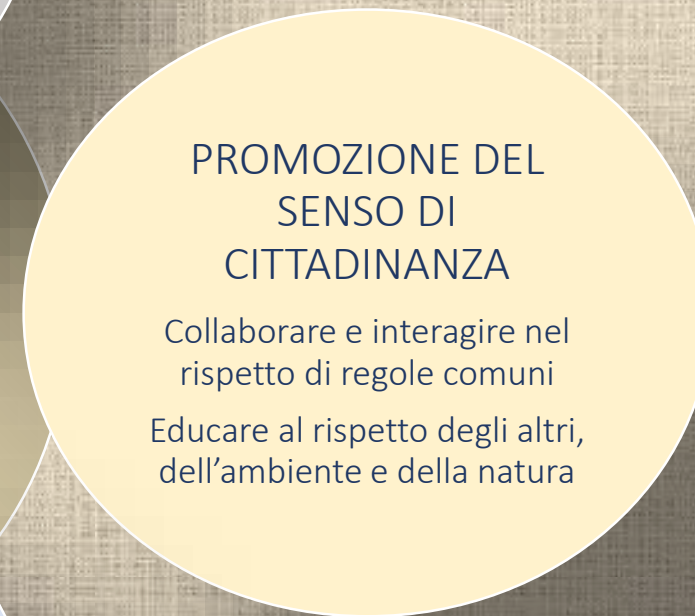 PROMOZIONE DEL
SENSO DI
CITTADINANZA
Collaborare e interagire nel
rispetto di regole comuni
Educare al rispetto degli altri,
dell’ambiente e della natura